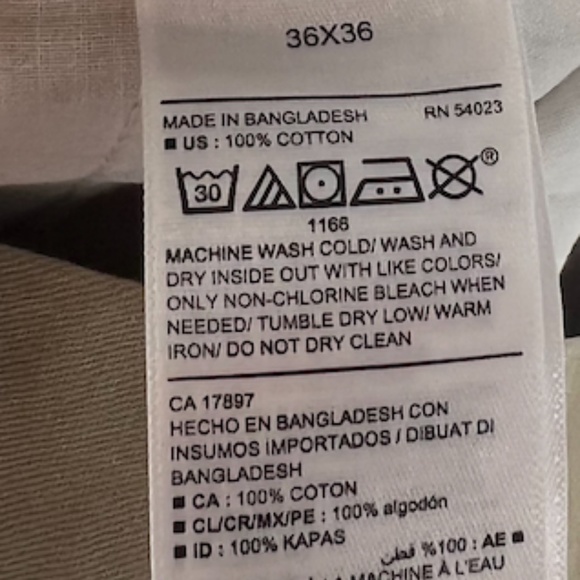 36X36
MADE IN BANGLADESH RN 54023
■ US : 100% COTTON
30 ®
1166
MACHINE WASH COLD/ WASH AND
DRY INSIDE OUT WITH LIKE COLORS/
ONLY NON-CHLORINE BLEACH WHEN
NEEDED/ TUMBLE DRY LOW/ WARM
IRON/ DO NOT DRY CLEAN
CA 17897
HECHO EN BANGLADESH CON
INSUMOS IMPORTADOS / DIBUAT DI
BANGLADESH
■ CA : 100% COTON
■ CL/CR/MX/PE : 100% algodón
■ ID : 100% KAPAS
■ AE : 100% قطن
MACHINE À L'EAU